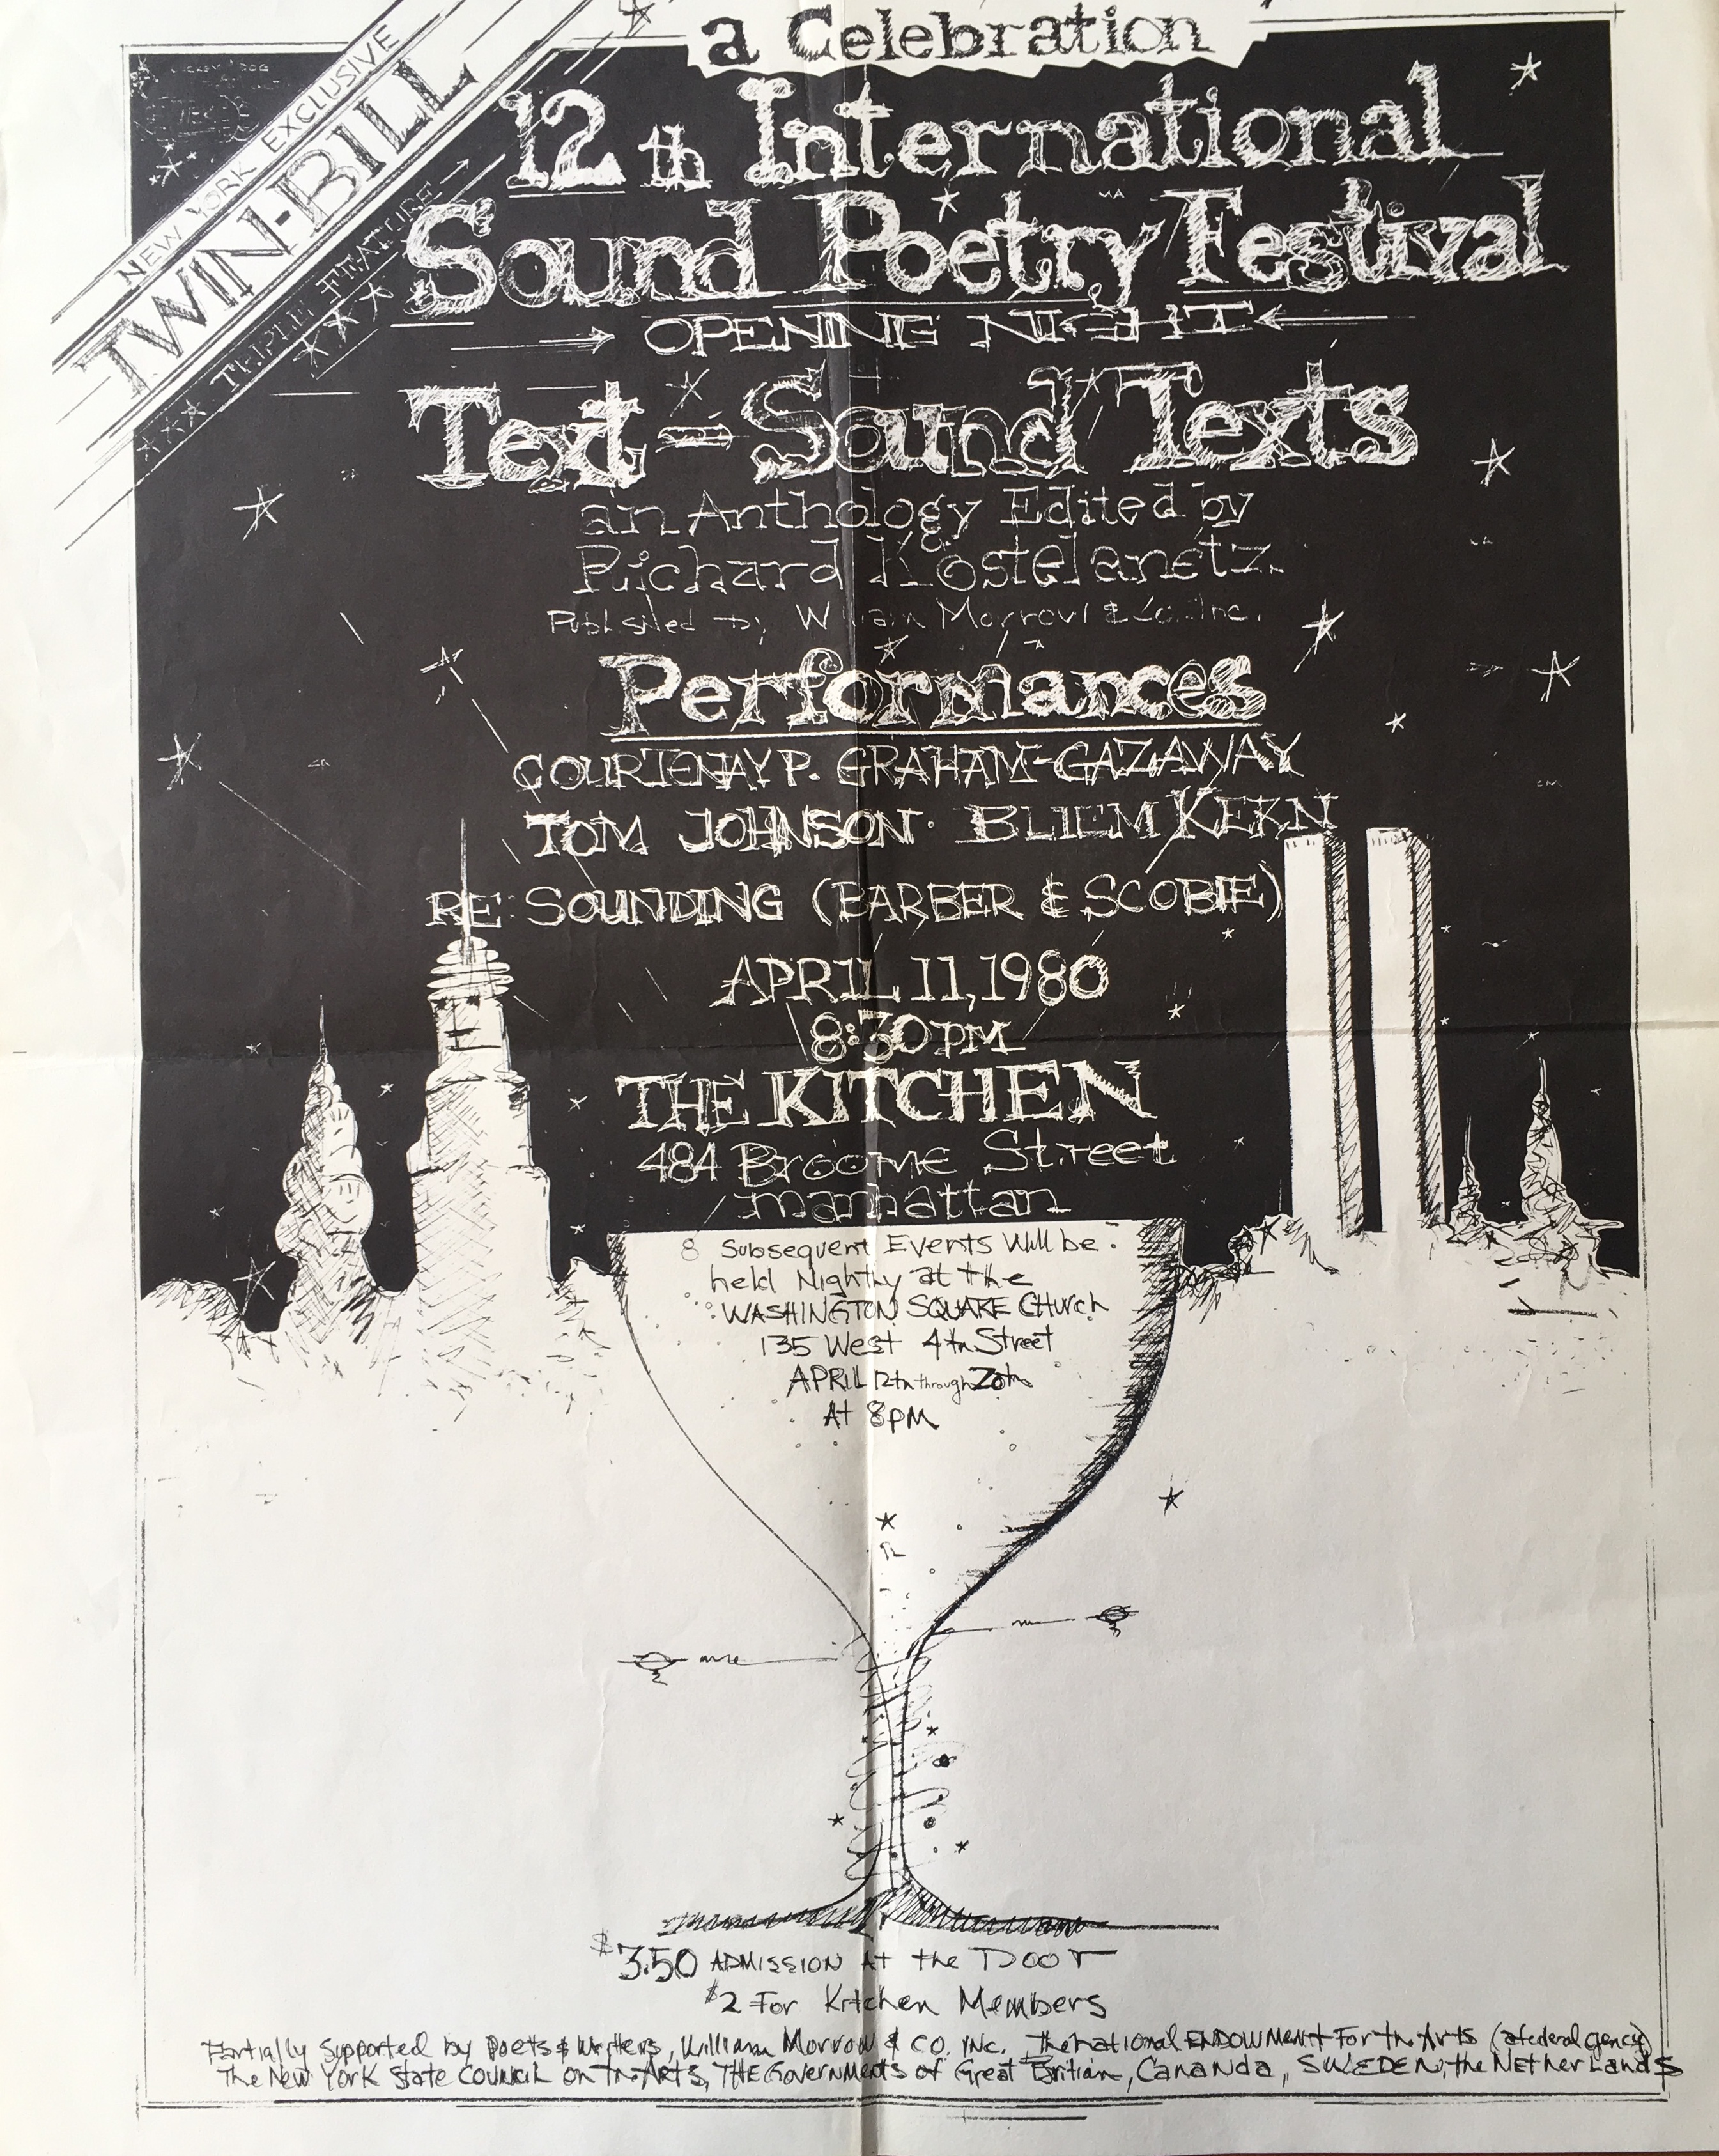 a Celebration
NEW YORK EXCLUSIVE
TWIN-BILL
TRIPLE FEATURE
12th International
Sound Poetry Festival
OPENING NIGHT
Text-Sound Texts
an Anthology Edited by
Richard Kostelanetz.
Published by William Morrow & Co. Inc.
Performances
COURTENAY P. GRAHAM-GAZAWAY
TOM JOHNSON · BLIEM KERN
RE SOUNDING (BARBER & SCOBIE)
APRIL 11, 1980
8:30 PM
THE KITCHEN
484 Broome Street
manhattan
8 Subsequent Events Will be
held Nightly at the
WASHINGTON SQUARE CHurch
135 West 4th Street
APRIL 12th through 20th
At 8pM
$3.50 ADMISSION At the DOOr
$2 For Kitchen Members
Partially Supported by Poets & Writers, William Morrow & CO. INC. The National ENDOWMent For the Arts (a federal agency)
The New York State COUNCIL on the Arts, THE Governments of Great Britian, Cananda, SWEDEN, the NetherLands